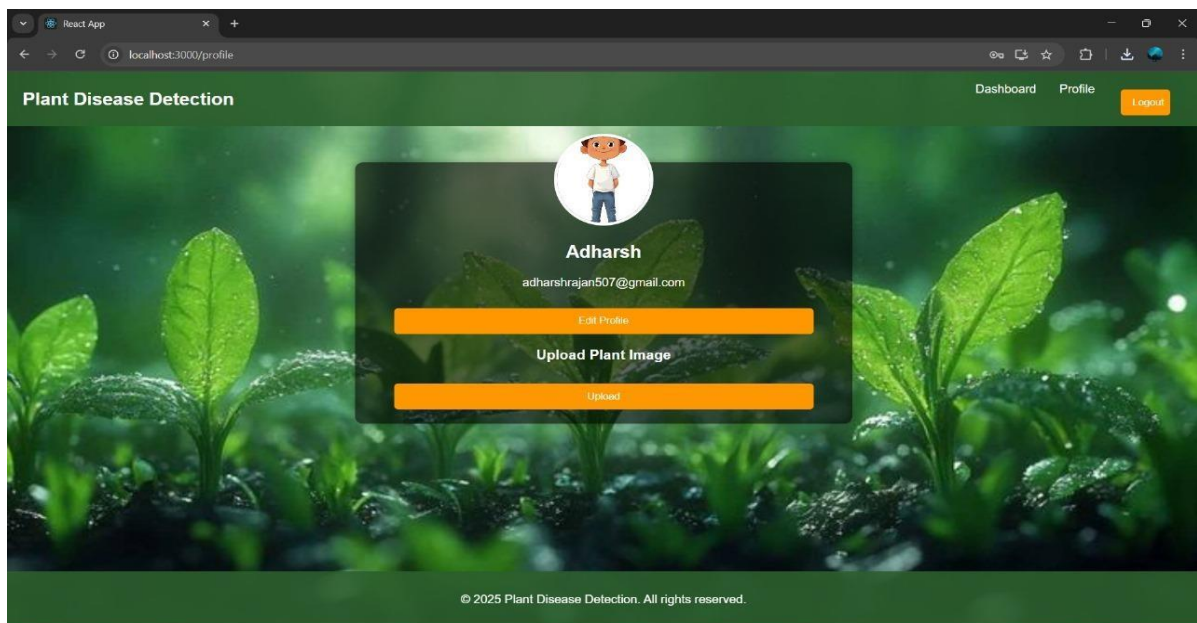 React App
localhost:3000/profile
Plant Disease Detection
Dashboard Profile Logout
Adharsh
adharshrajan507@gmail.com
Edit Profile
Upload Plant Image
Upload
© 2025 Plant Disease Detection. All rights reserved.